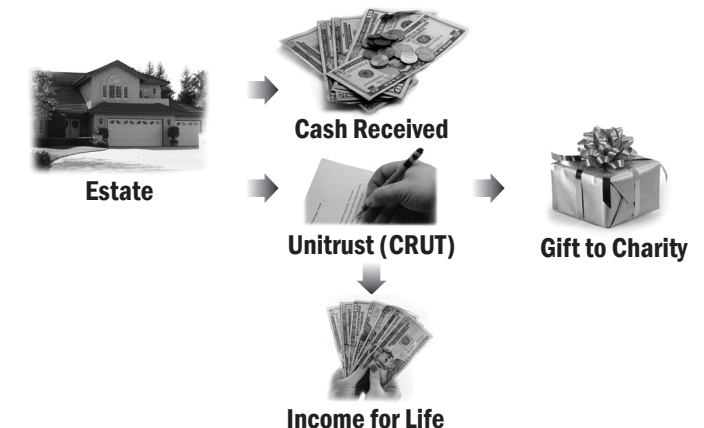 Cash Received
Estate
Unitrust (CRUT)
Gift to Charity
Income for Life